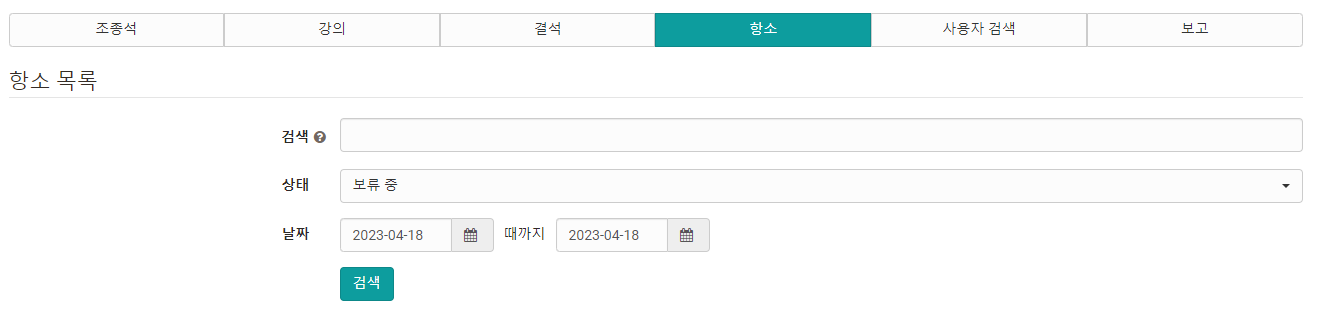 조종석 강의 결석 항소 사용자 검색 보고
항소 목록
검색
상태 보류 중
날짜 2023-04-18 때까지 2023-04-18
검색